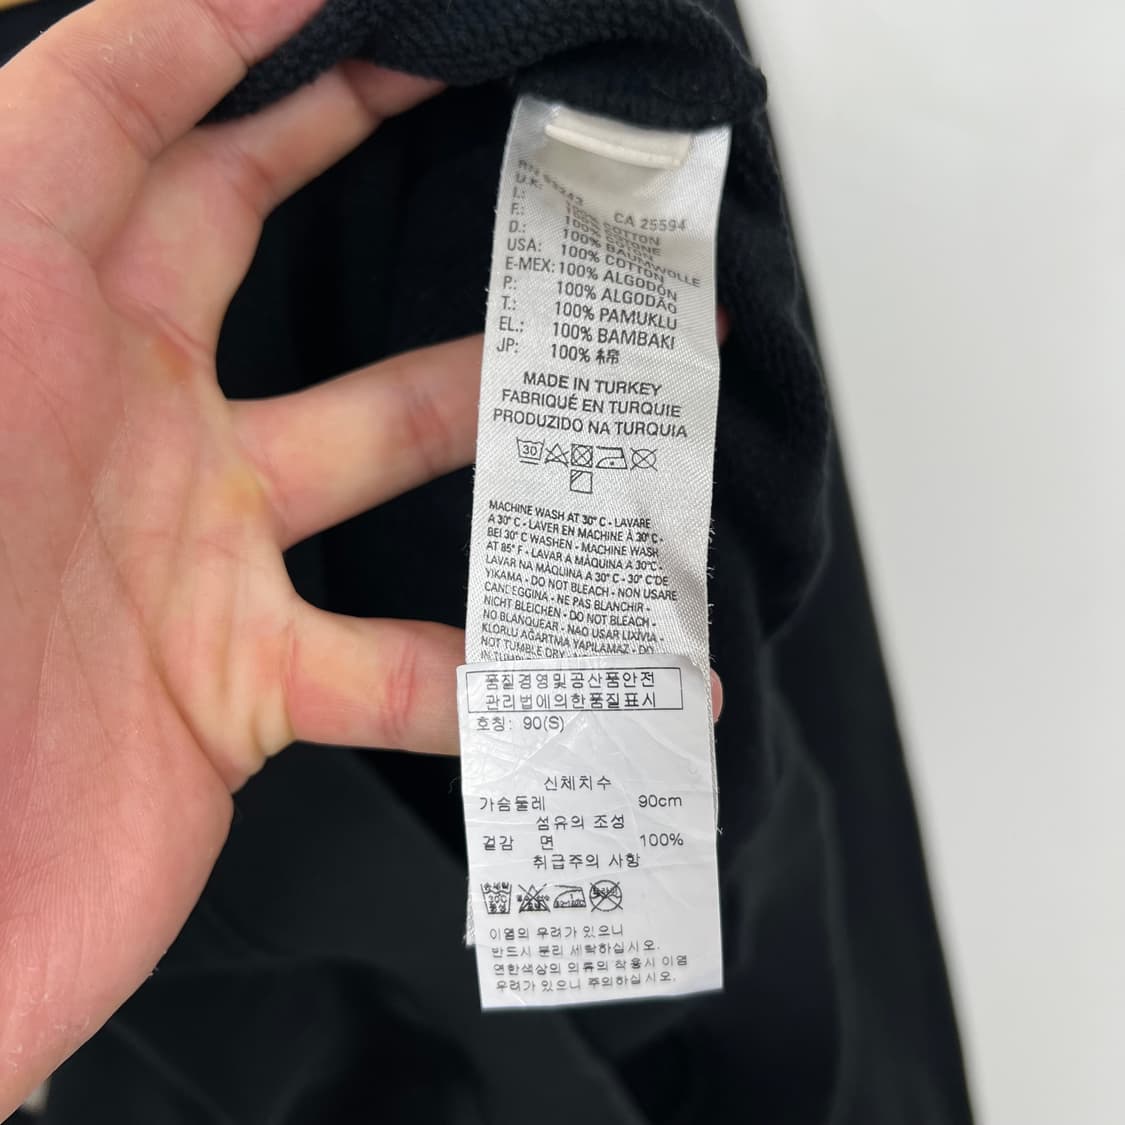 RN 93243 CA 25594
U.K: 100% COTTON
I.: 100% COTONE
F.: 100% COTON
D.: 100% BAUMWOLLE
USA: 100% COTTON
E-MEX: 100% ALGODÓN
P.: 100% ALGODÃO
T.: 100% PAMUKLU
EL.: 100% BAMBAKI
JP: 100% 綿
MADE IN TURKEY
FABRIQUÉ EN TURQUIE
PRODUZIDO NA TURQUIA
30
MACHINE WASH AT 30° C - LAVARE
A 30° C - LAVER EN MACHINE À 30° C -
BEI 30° C WASHEN - MACHINE WASH
AT 85° F - LAVAR A MÁQUINA A 30°C -
LAVAR NA MÁQUINA A 30° C - 30° C'DE
YIKAMA - DO NOT BLEACH - NON USARE
CANDEGGINA - NE PAS BLANCHIR -
NICHT BLEICHEN - DO NOT BLEACH -
NO BLANQUEAR - NAO USAR LIXÍVIA -
KLORLU AĞARTMA YAPILAMAZ - DO
NOT TUMBLE DRY -
품질경영및공산품안전
관리법에의한품질표시
호칭: 90(S)
신체치수
가슴둘레 90cm
섬유의 조성
겉감 면 100%
취급주의 사항
이염의 우려가 있으니
반드시 분리 세탁하십시오.
연한색상의 의류의 착용시 이염
우려가 있으니 주의하십시오.